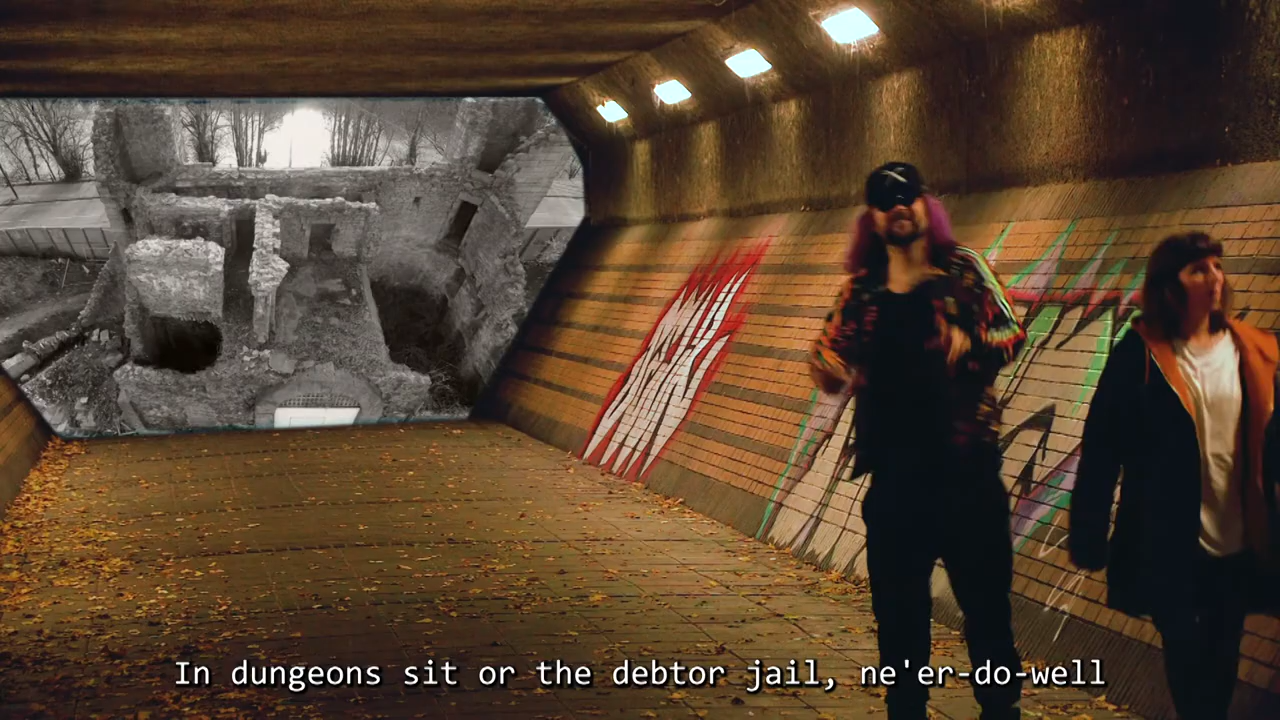 In dungeons sit or the debtor jail, ne'er-do-well